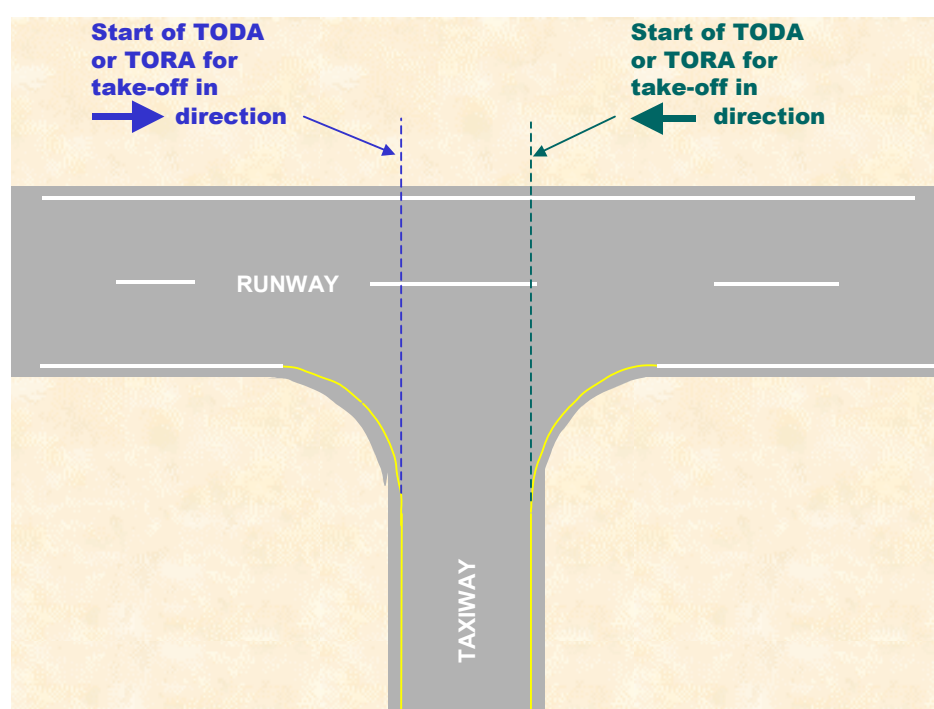 Start of TODA
or TORA for
take-off in
direction
Start of TODA
or TORA for
take-off in
direction
RUNWAY
TAXIWAY